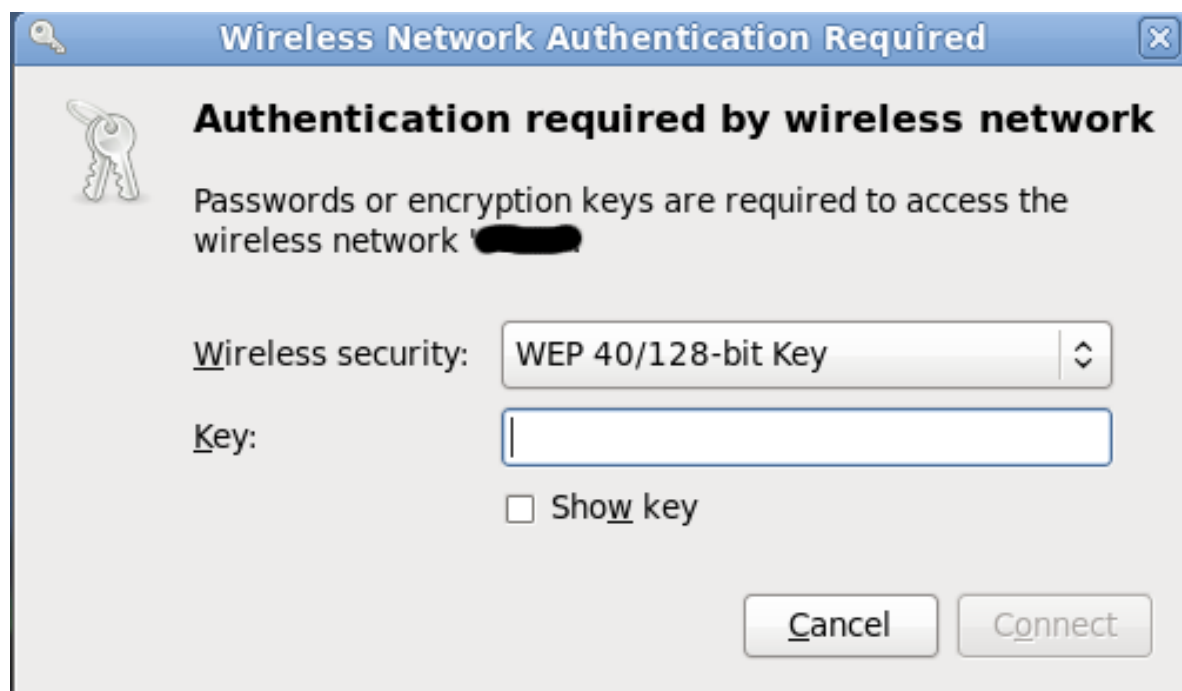 Wireless Network Authentication Required
Authentication required by wireless network
Passwords or encryption keys are required to access the
wireless network '
Wireless security: WEP 40/128-bit Key
Key:
Show key
Cancel Connect